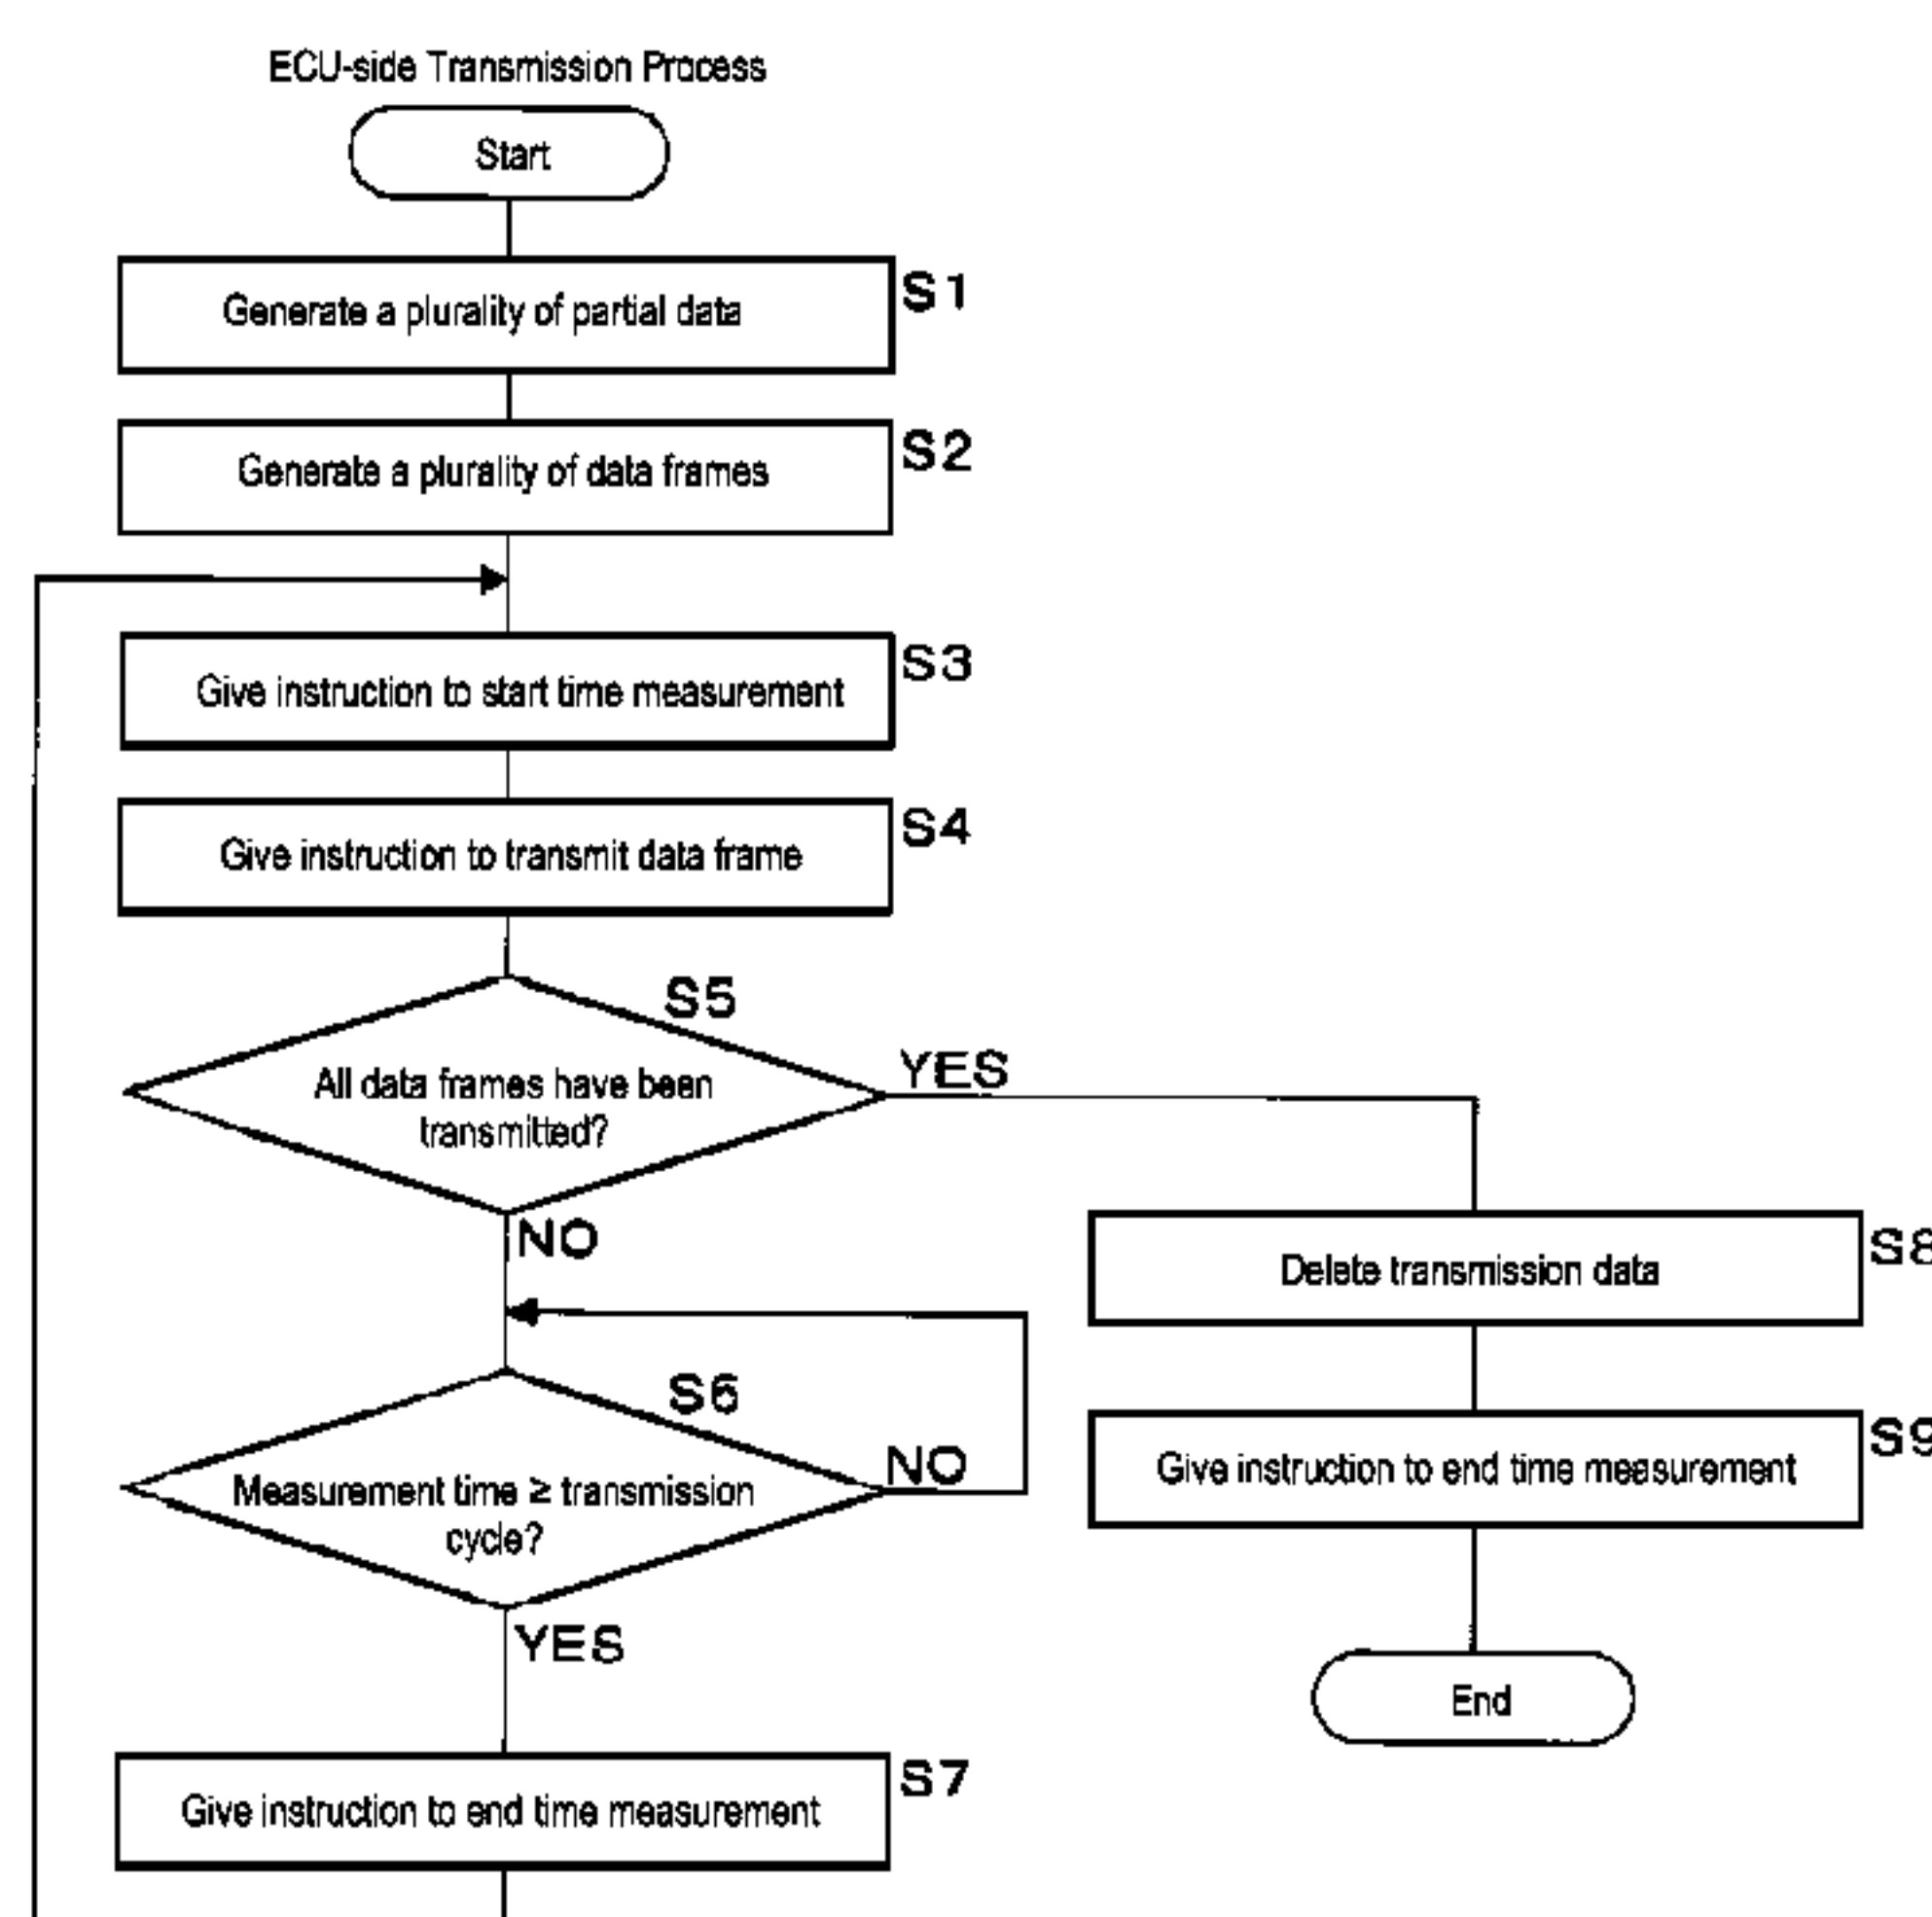 ECU-side Transmission Process
Start
Generate a plurality of partial data
S1
Generate a plurality of data frames
S2
Give instruction to start time measurement
S3
Give instruction to transmit data frame
S4
S5
All data frames have been
transmitted?
YES
NO
Delete transmission data
S8
S6
Measurement time ≥ transmission
cycle?
NO
YES
Give instruction to end time measurement
S9
End
Give instruction to end time measurement
S7